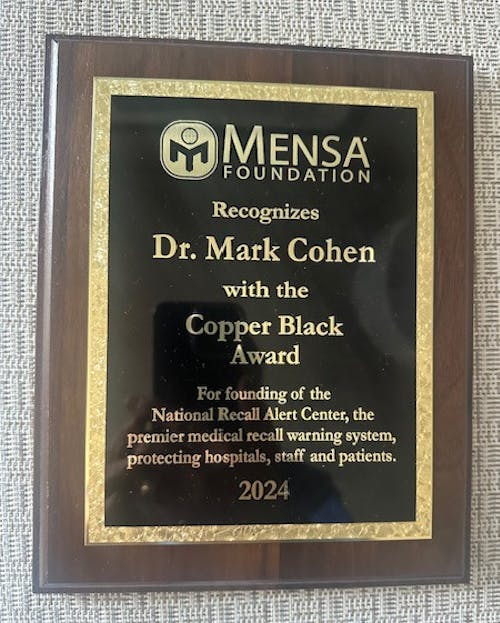 MENSA
FOUNDATION
Recognizes
Dr. Mark Cohen
with the
Copper Black
Award
For founding of the
National Recall Alert Center, the
premier medical recall warning system,
protecting hospitals, staff and patients.
2024